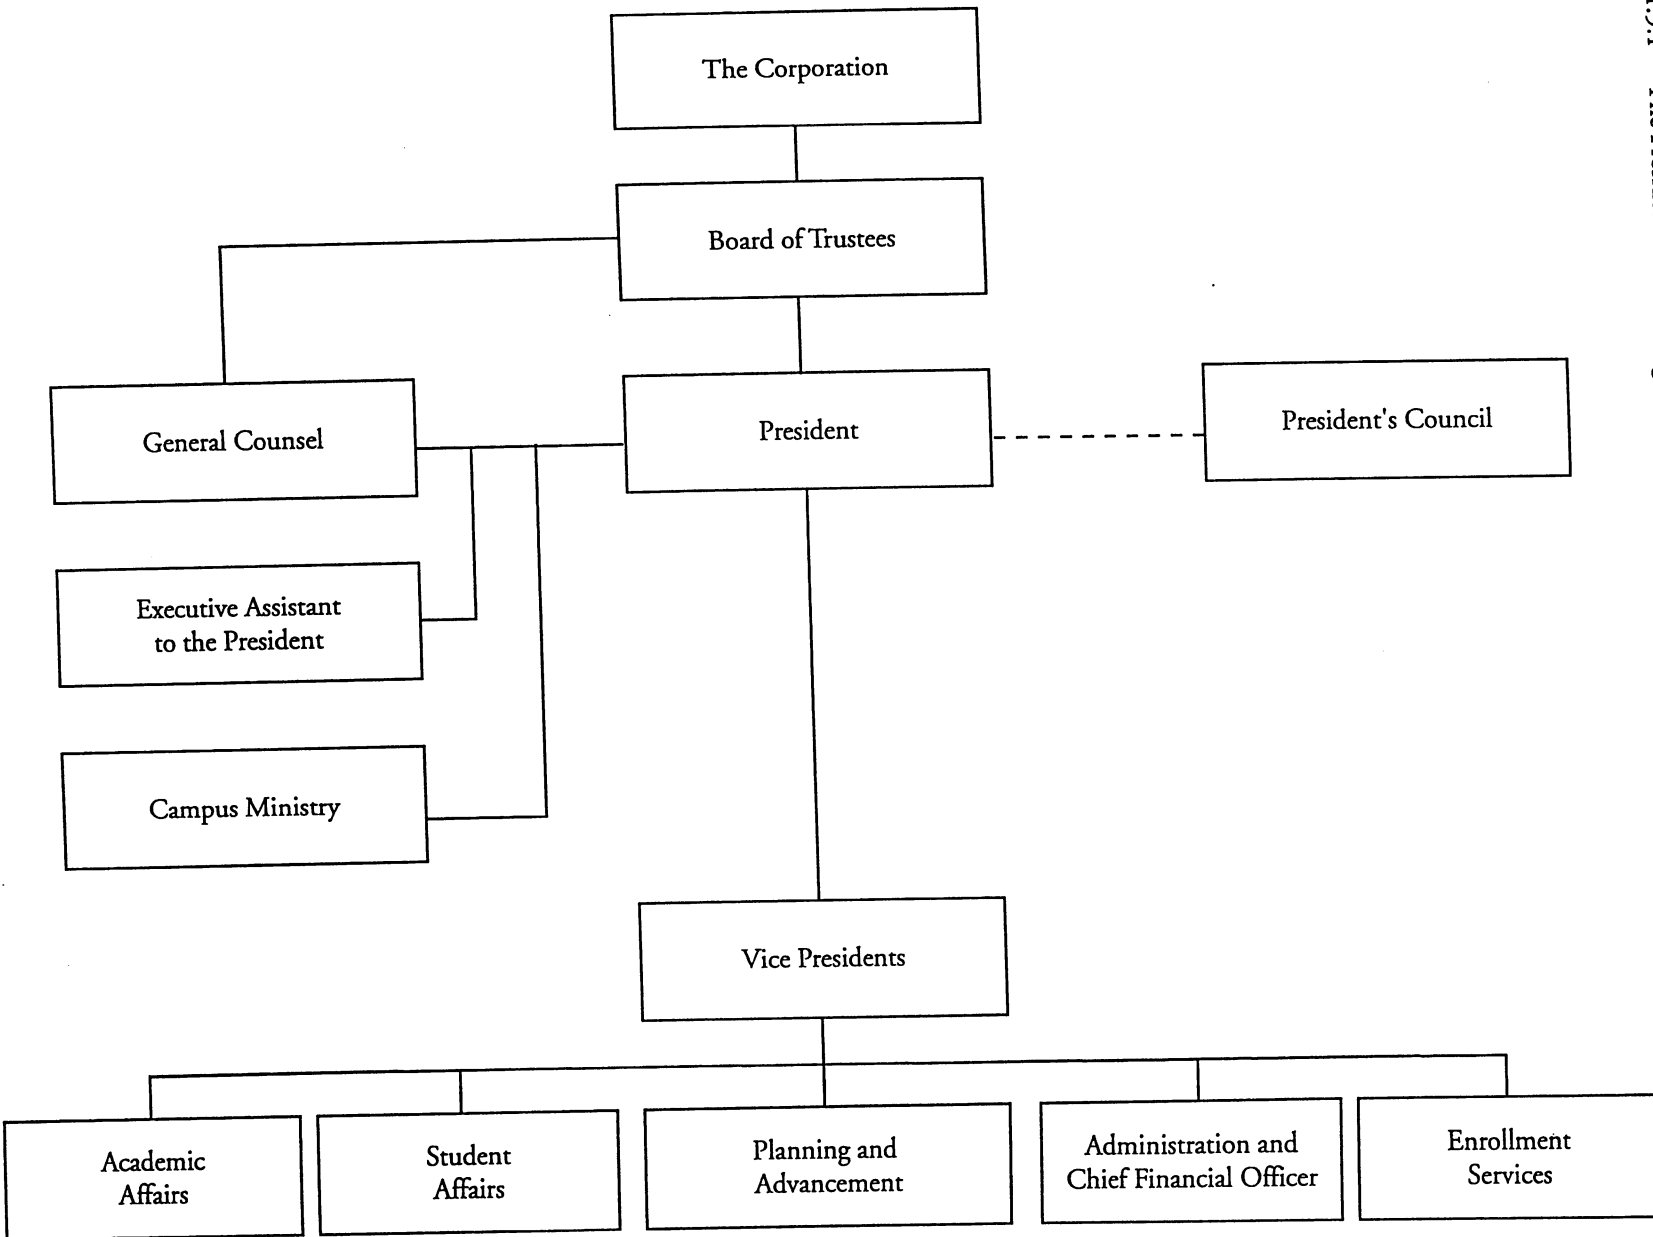 The Corporation
Board of Trustees
General Counsel
President
President's Council
Executive Assistant
to the President
Campus Ministry
Vice Presidents
Academic
Affairs
Student
Affairs
Planning and
Advancement
Administration and
Chief Financial Officer
Enrollment
Services